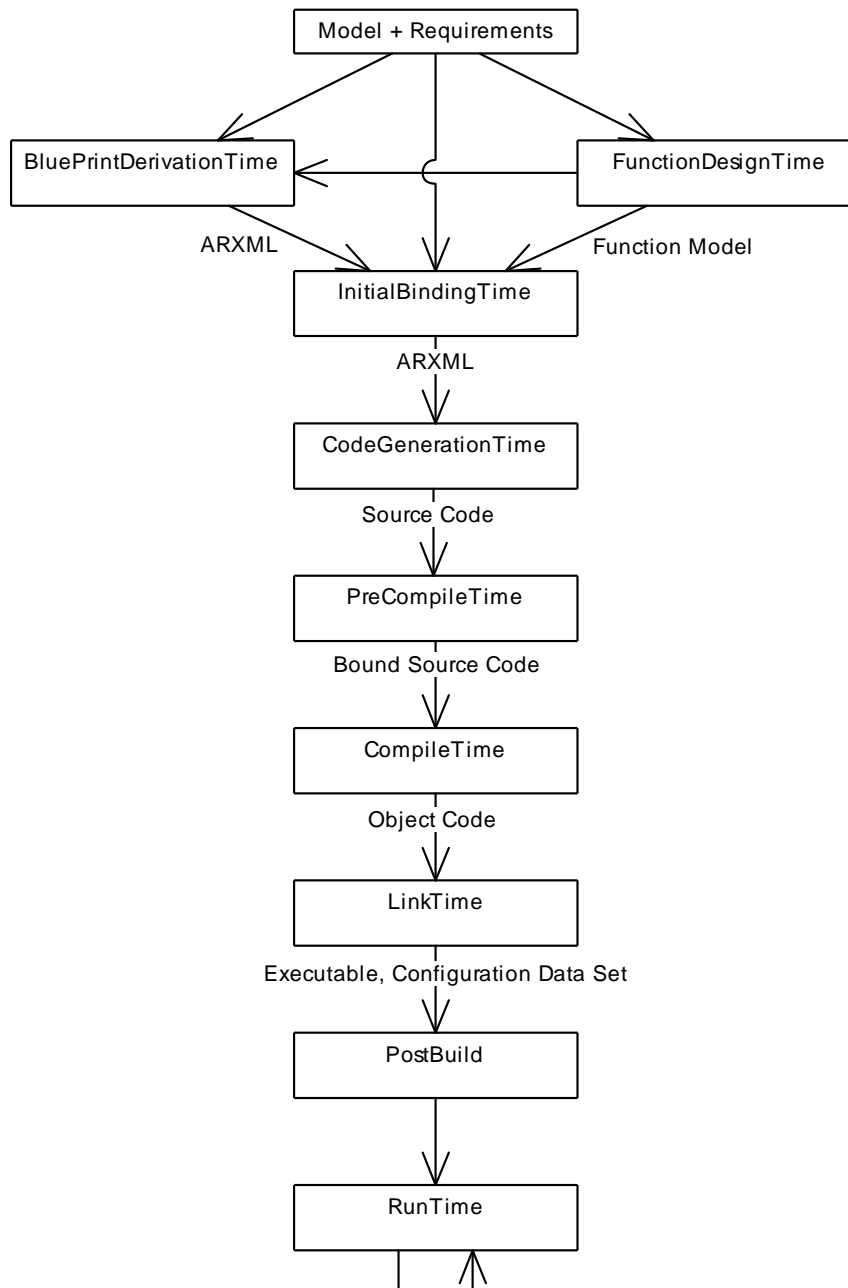 Model + Requirements
BluePrintDerivationTime
FunctionDesignTime
ARXML
Function Model
InitialBindingTime
ARXML
CodeGenerationTime
Source Code
PreCompileTime
Bound Source Code
CompileTime
Object Code
LinkTime
Executable, Configuration Data Set
PostBuild
RunTime